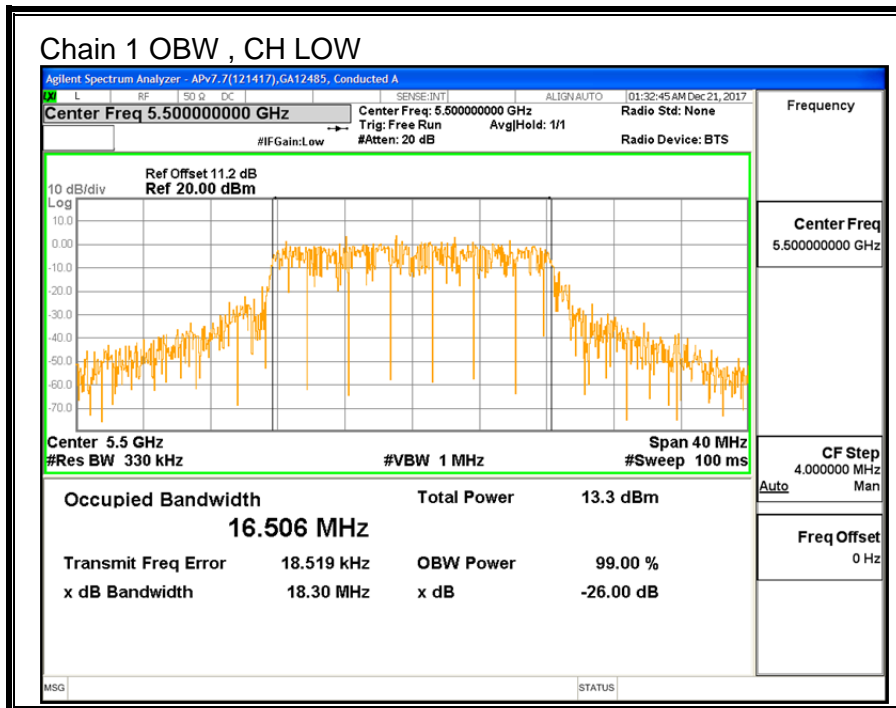 Chain 1 OBW , CH LOW
Agilent Spectrum Analyzer - APv7.7(121417),GA12485, Conducted A
LXI L RF 50 Ω DC SENSE:INT ALIGN AUTO 01:32:45 AM Dec 21, 2017
Center Freq 5.500000000 GHz
Center Freq: 5.500000000 GHz
Radio Std: None
Trig: Free Run Avg|Hold: 1/1
#IFGain:Low
#Atten: 20 dB
Radio Device: BTS
Ref Offset 11.2 dB
10 dB/div Ref 20.00 dBm
Log
10.0
0.00
-10.0
-20.0
-30.0
-40.0
-50.0
-60.0
-70.0
Center 5.5 GHz Span 40 MHz
#Res BW 330 kHz #VBW 1 MHz #Sweep 100 ms
Occupied Bandwidth Total Power 13.3 dBm
16.506 MHz
Transmit Freq Error 18.519 kHz OBW Power 99.00 %
x dB Bandwidth 18.30 MHz x dB -26.00 dB
MSG STATUS
Frequency
Center Freq
5.500000000 GHz
CF Step
4.000000 MHz
Auto Man
Freq Offset
0 Hz